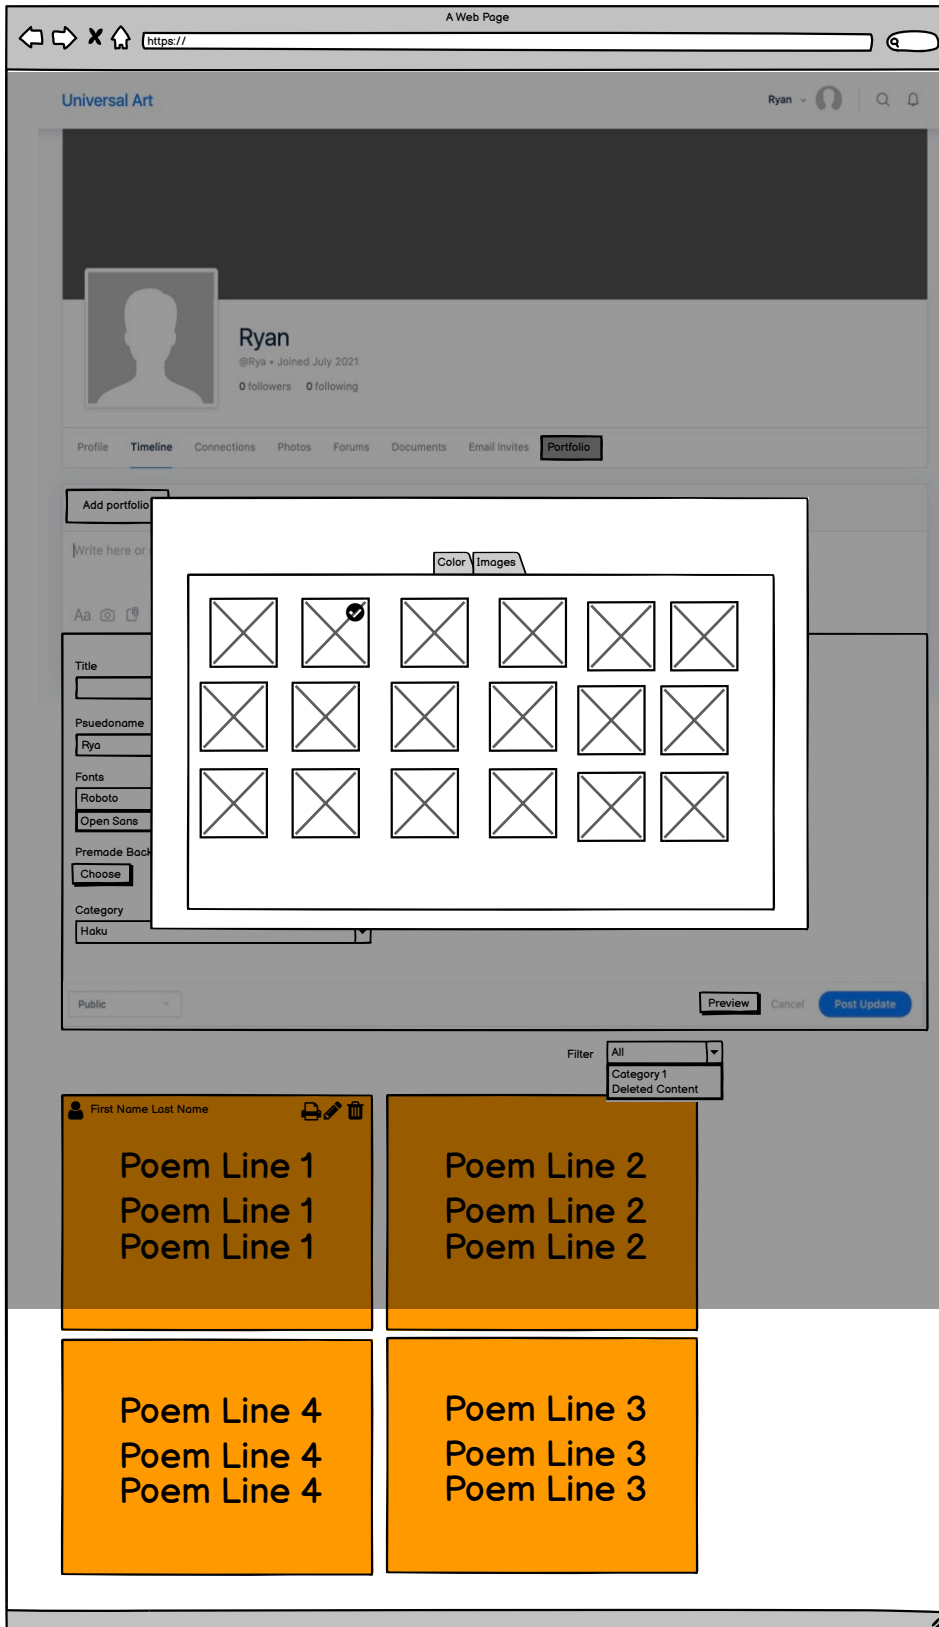 A Web Page
https://
Universal Art
Ryan
Ryan
@Rya • Joined July 2021
0 followers 0 following
Profile Timeline Connections Photos Forums Documents Email Invites Portfolio
Add portfolio
Write here or
Color Images
Aa
Title
Psuedoname
Rya
Fonts
Roboto
Open Sans
Premade Back
Choose
Category
Haku
Public Preview Cancel Post Update
Filter All
Category 1
Deleted Content
First Name Last Name
Poem Line 1
Poem Line 1
Poem Line 1
Poem Line 2
Poem Line 2
Poem Line 2
Poem Line 4
Poem Line 4
Poem Line 4
Poem Line 3
Poem Line 3
Poem Line 3